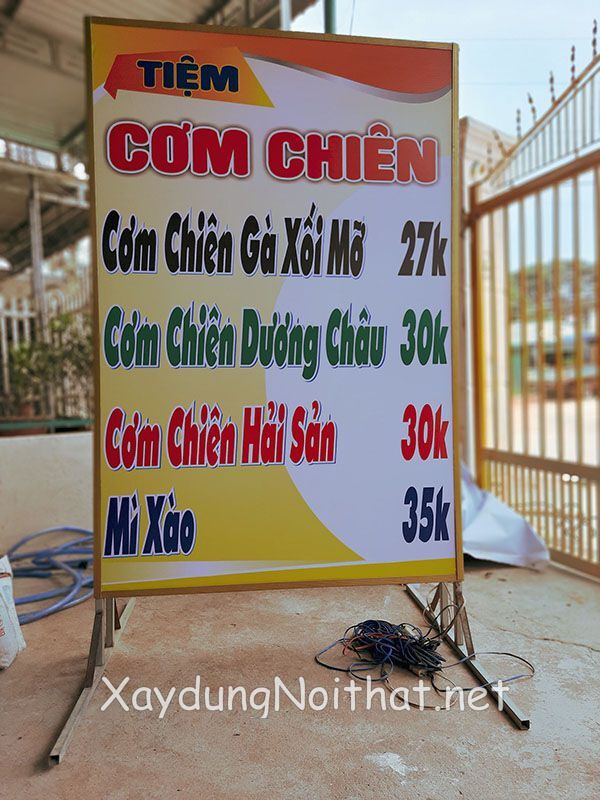 TIỆM
CƠM CHIÊN
Cơm Chiên Gà Xối Mỡ 27k
Cơm Chiên Dương Châu 30k
Cơm Chiên Hải Sản 30k
Mì Xào 35k
XaydungNoithat.net